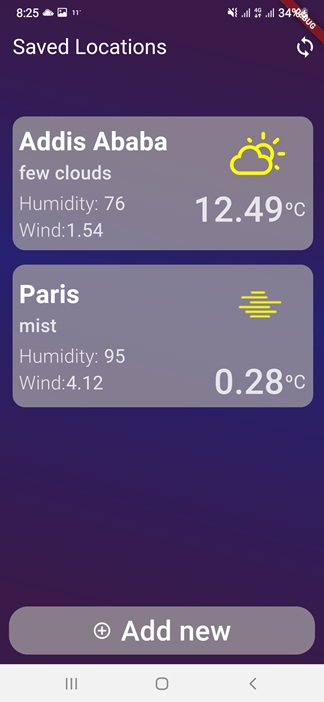 8:25 11° 4G 34%
DEBUG
Saved Locations
Addis Ababa
few clouds
Humidity: 76
Wind:1.54
12.49°C
Paris
mist
Humidity: 95
Wind:4.12
0.28°C
Add new